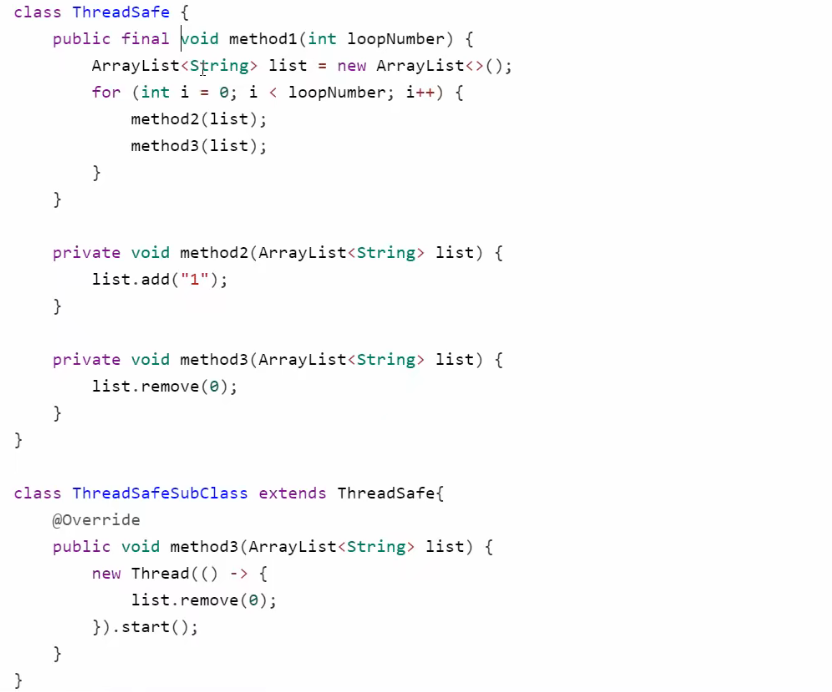 class ThreadSafe {
    public final void method1(int loopNumber) {
        ArrayList<String> list = new ArrayList<>();
        for (int i = 0; i < loopNumber; i++) {
            method2(list);
            method3(list);
        }
    }

    private void method2(ArrayList<String> list) {
        list.add("1");
    }

    private void method3(ArrayList<String> list) {
        list.remove(0);
    }
}

class ThreadSafeSubClass extends ThreadSafe{
    @Override
    public void method3(ArrayList<String> list) {
        new Thread(() -> {
            list.remove(0);
        }).start();
    }
}